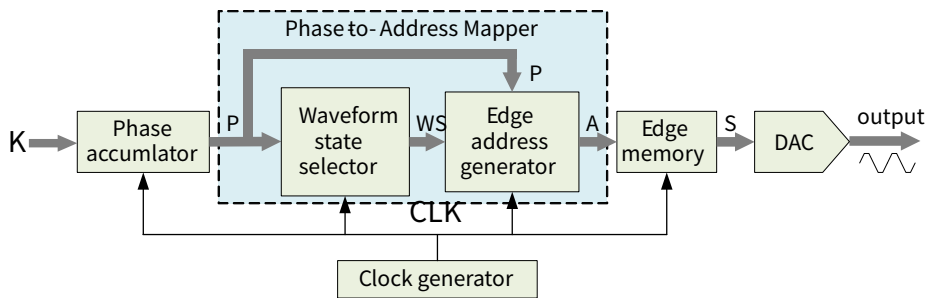 Phase-to- Address Mapper
P
K
Phase
accumlator
P
Waveform
state
selector
WS
Edge
address
generator
A
Edge
memory
S
DAC
output
CLK
Clock generator